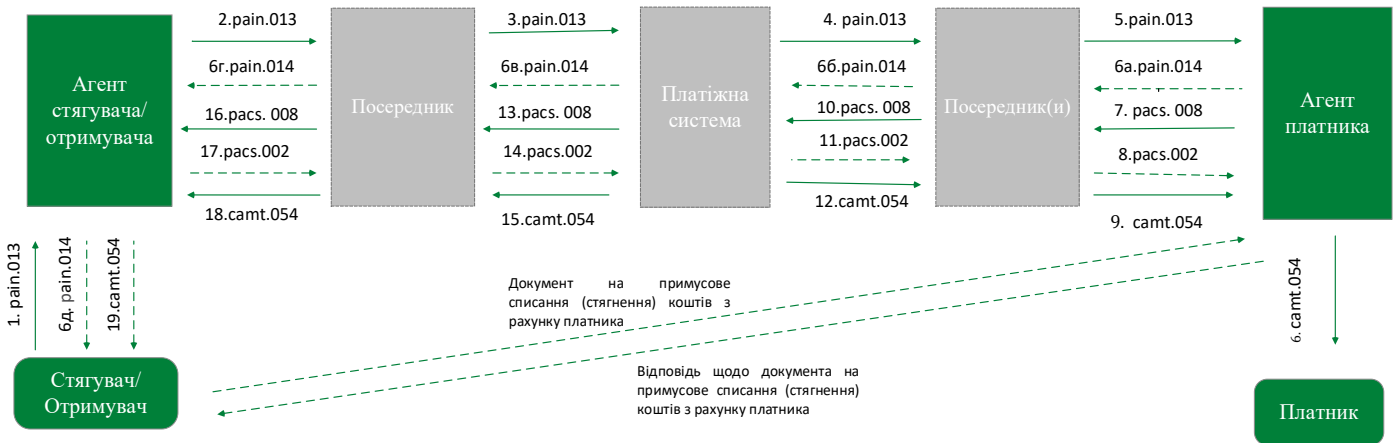 2.pain.013
3.pain.013
4. pain.013
5.pain.013
6г.pain.014
6в.pain.014
6б.pain.014
6а.pain.014
Агент
стягувача/
отримувача
Посередник
Платіжна
система
Посередник(и)
Агент
платника
16.pacs. 008
13.pacs. 008
10.pacs. 008
7. pacs. 008
17.pacs.002
14.pacs.002
11.pacs.002
8.pacs.002
18.camt.054
15.camt.054
12.camt.054
9. camt.054
1. pain.013
6д. pain.014
19.camt.054
6. camt.054
Документ на примусове
списання (стягнення) коштів з
рахунку платника
Відповідь щодо документа на
примусове списання (стягнення)
коштів з рахунку платника
Стягувач/
Отримувач
Платник